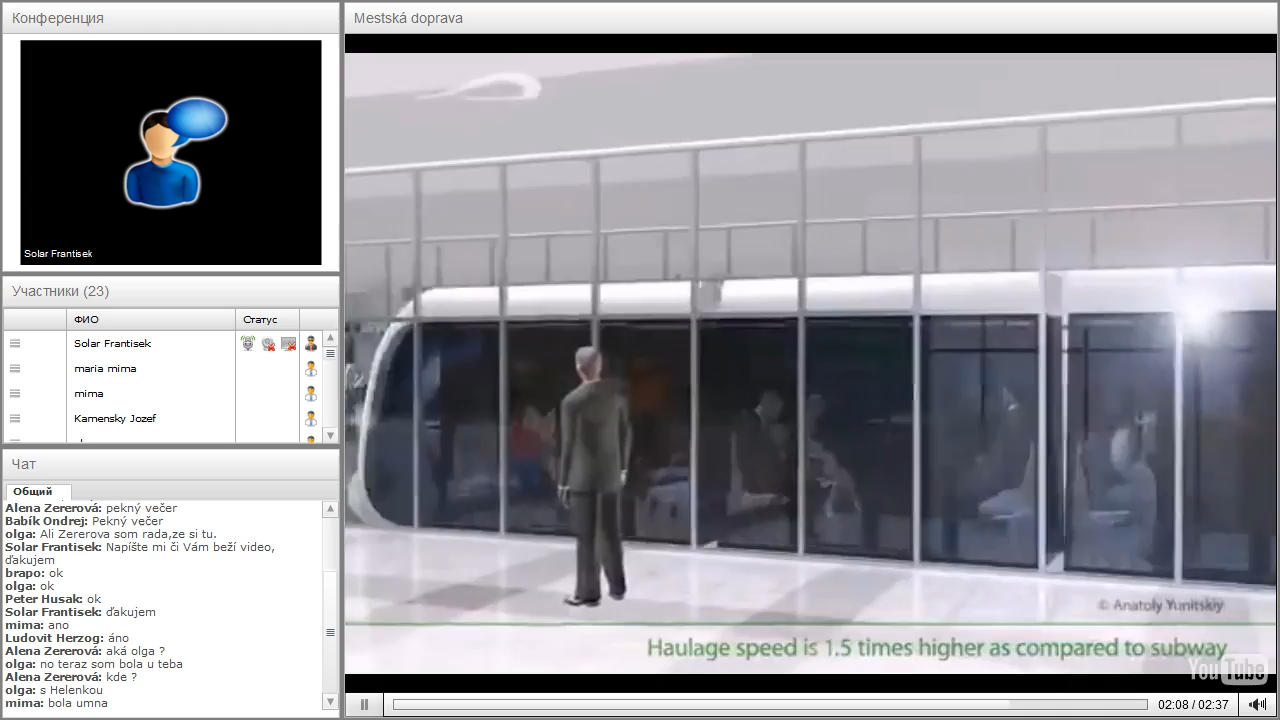 Конференция
Solar Frantisek
Участники (23)
ФИО
Статус
Solar Frantisek
maria mima
mima
Kamensky Jozef
Чат
Общий
Alena Zererová: pekný večer
Babík Ondrej: Pekný večer
olga: Ali Zererova som rada,ze si tu.
Solar Frantisek: Napíšte mi či Vám beží video,
ďakujem
brapo: ok
olga: ok
Peter Husak: ok
Solar Frantisek: ďakujem
mima: ano
Ludovit Herzog: áno
Alena Zererová: aká olga ?
olga: no teraz som bola u teba
Alena Zererová: kde ?
olga: s Helenkou
mima: bola umna
Mestská doprava
© Anatoly Yunitskiy
Haulage speed is 1.5 times higher as compared to subway
YouTube
02:08 / 02:37